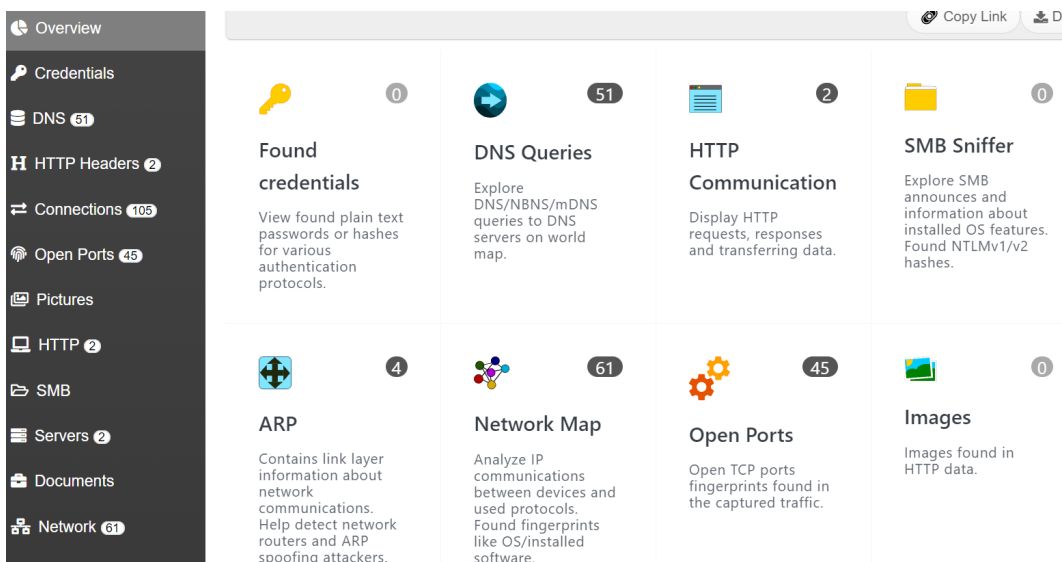 Overview
Credentials
DNS 51
HTTP Headers 2
Connections 105
Open Ports 45
Pictures
HTTP 2
SMB
Servers 2
Documents
Network 61
Copy Link
D
0
Found
credentials
View found plain text
passwords or hashes
for various
authentication
protocols.
51
DNS Queries
Explore
DNS/NBNS/mDNS
queries to DNS
servers on world
map.
2
HTTP
Communication
Display HTTP
requests, responses
and transferring data.
0
SMB Sniffer
Explore SMB
announces and
information about
installed OS features.
Found NTLMv1/v2
hashes.
4
ARP
Contains link layer
information about
network
communications.
Help detect network
routers and ARP
spoofing attackers.
61
Network Map
Analyze IP
communications
between devices and
used protocols.
Found fingerprints
like OS/installed
software.
45
Open Ports
Open TCP ports
fingerprints found in
the captured traffic.
0
Images
Images found in
HTTP data.